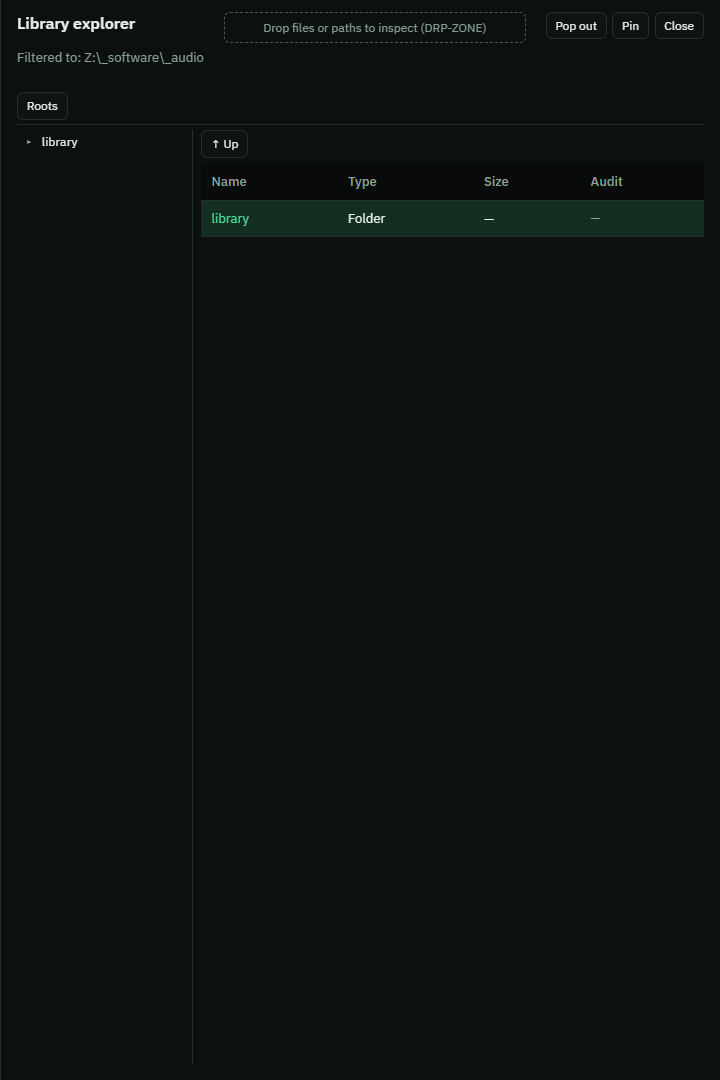 Library explorer
Drop files or paths to inspect (DRP-ZONE)
Pop out
Pin
Close
Filtered to: Z:\_software\_audio
Roots
▸ library
↑ Up
Name Type Size Audit
library Folder — —